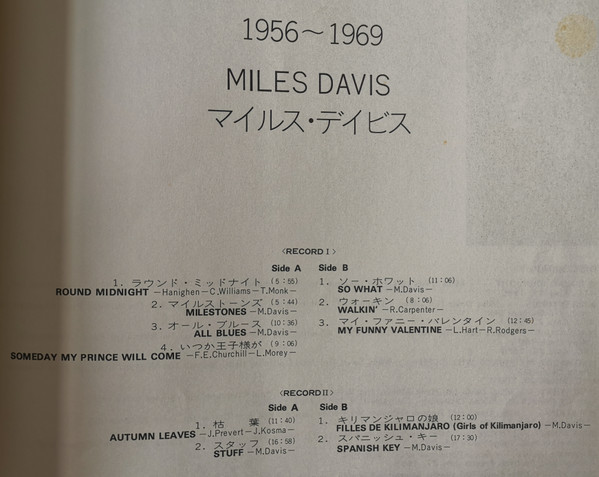 1956〜1969
MILES DAVIS
マイルス・デイビス
〈RECORD I〉
Side A
1. ラウンド・ミッドナイト (5:55)
ROUND MIDNIGHT —Hanighen—C.Williams—T.Monk—
2. マイルストーンズ (5:44)
MILESTONES —M.Davis—
3. オール・ブルース (10:36)
ALL BLUES —M.Davis—
4. いつか王子様が (9:06)
SOMEDAY MY PRINCE WILL COME —F.E.Churchill—L.Morey—
Side B
1. ソー・ホワット (11:06)
SO WHAT —M.Davis—
2. ウォーキン (8:06)
WALKIN' —R.Carpenter—
3. マイ・ファニー・バレンタイン (12:45)
MY FUNNY VALENTINE —L.Hart—R.Rodgers—
〈RECORD II〉
Side A
1. 枯 葉 (11:40)
AUTUMN LEAVES —J.Prevert—J.Kosma—
2. スタッフ (16:58)
STUFF —M.Davis—
Side B
1. キリマンジャロの娘 (12:00)
FILLES DE KILIMANJARO (Girls of Kilimanjaro) —M.Davis—
2. スパニッシュ・キー (17:30)
SPANISH KEY —M.Davis—